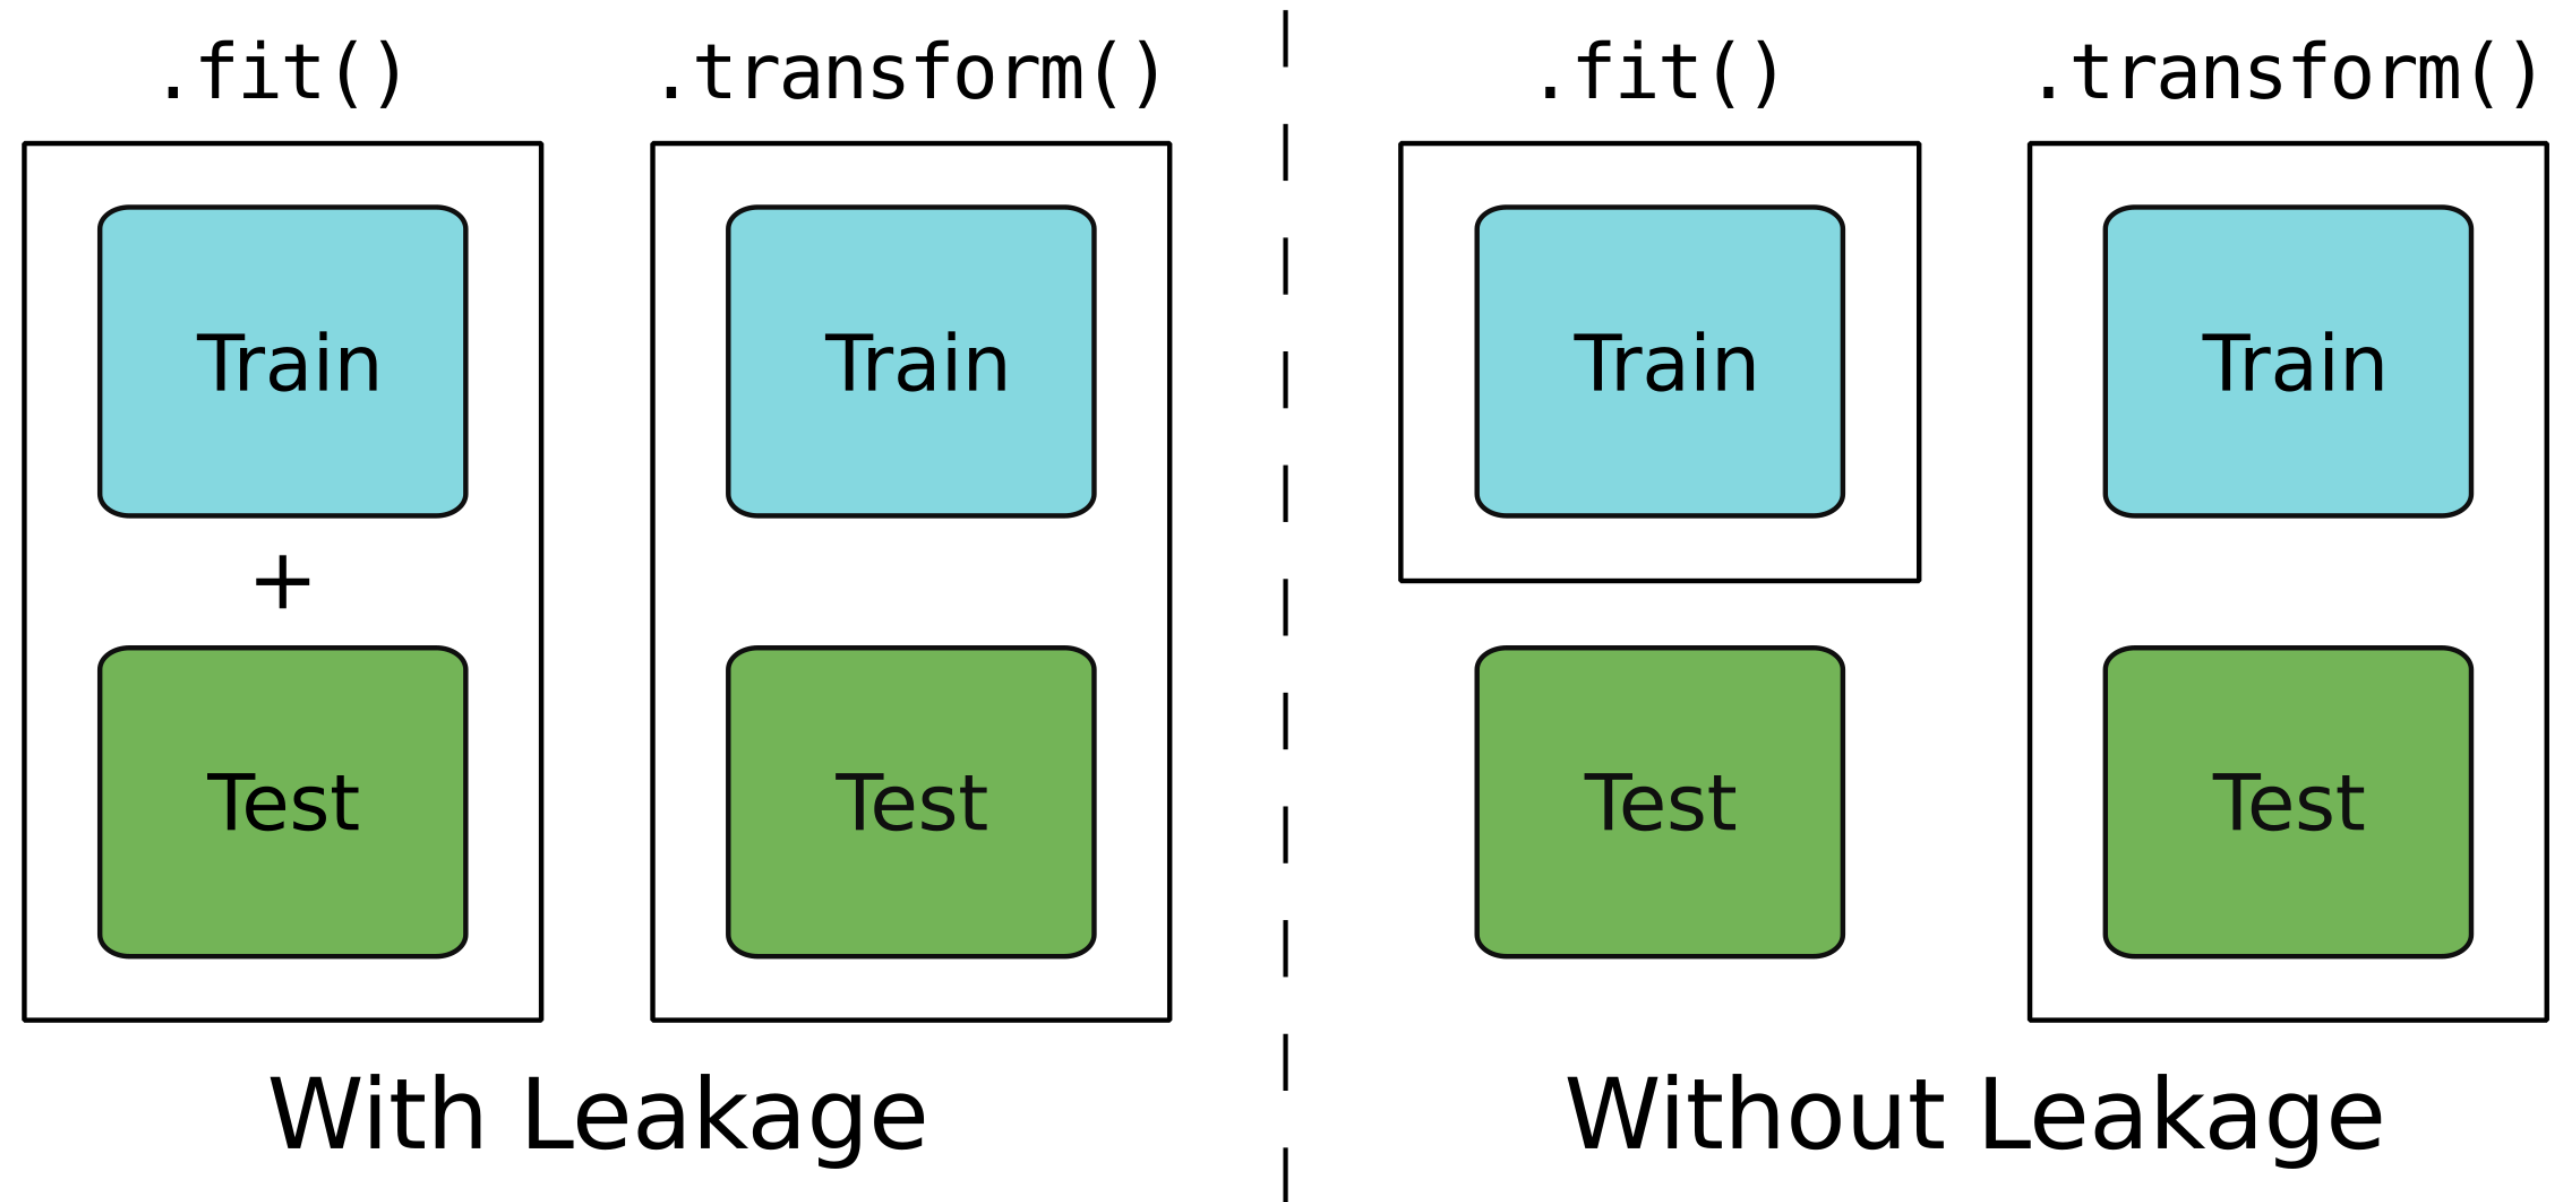 .fit()
.transform()
Train
Train
+
Test
Test
With Leakage
.fit()
.transform()
Train
Train
Test
Test
Without Leakage